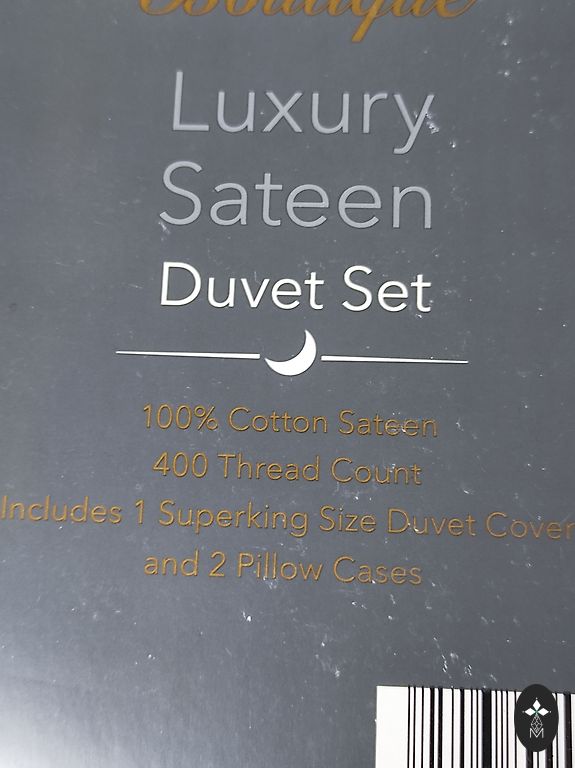 Boutique
Luxury
Sateen
Duvet Set
100% Cotton Sateen
400 Thread Count
Includes 1 Superking Size Duvet Cover
and 2 Pillow Cases
M